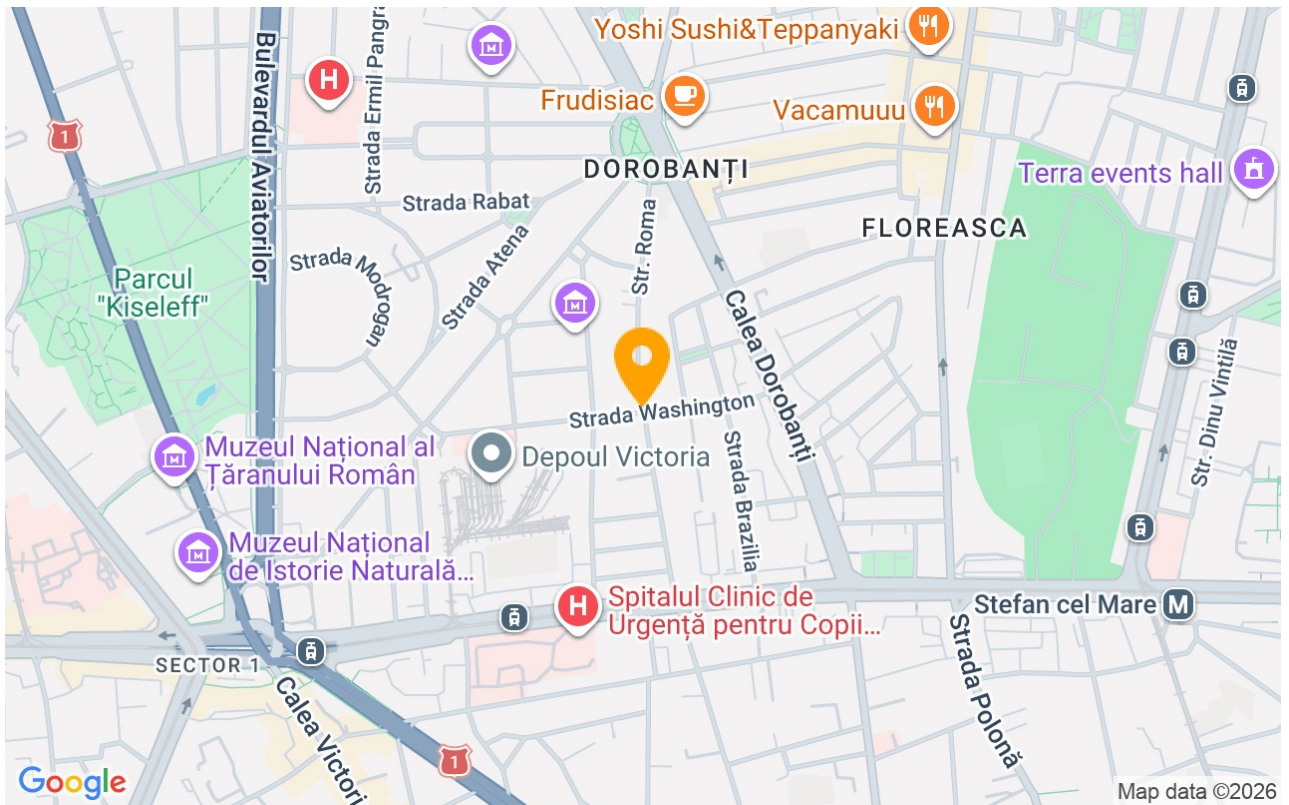 Yoshi Sushi&Teppanyaki
Bulevardul Aviatorilor
Strada Ermil Pangra
H
Frudisiac
Vacamuuu
1
DOROBANȚI
Terra events hall
Strada Rabat
Str. Roma
FLOREASCA
Strada Modrogan
Strada Atena
Parcul
"Kiseleff"
Calea Dorobanți
Str. Dinu Vintilă
Strada Washington
Muzeul Național al
Țăranului Român
Depoul Victoria
Strada Brazilia
Muzeul Național
de Istorie Naturală...
H
Spitalul Clinic de
Urgență pentru Copii...
Stefan cel Mare M
SECTOR 1
Strada Polonă
Calea Victori
1
Google
Map data ©2026